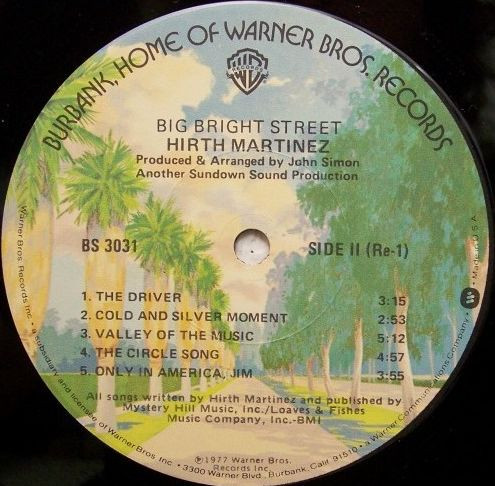 BURBANK, HOME OF WARNER BROS. RECORDS
WB
RECORDS
BIG BRIGHT STREET
HIRTH MARTINEZ
Produced & Arranged by John Simon
Another Sundown Sound Production
BS 3031
SIDE II (Re-1)
1. THE DRIVER 3:15
2. COLD AND SILVER MOMENT 2:53
3. VALLEY OF THE MUSIC 5:12
4. THE CIRCLE SONG 4:57
5. ONLY IN AMERICA, JIM 3:55
All songs written by Hirth Martinez and published by
Mystery Hill Music, Inc./Loaves & Fishes
Music Company, Inc.-BMI
℗1977 Warner Bros.
Records Inc.
Warner Bros. Records Inc. • a subsidiary and licensee of Warner Bros. Inc. • 3300 Warner Blvd., Burbank, Calif. 91510 • a Warner Communications Company. • Made in U.S.A.